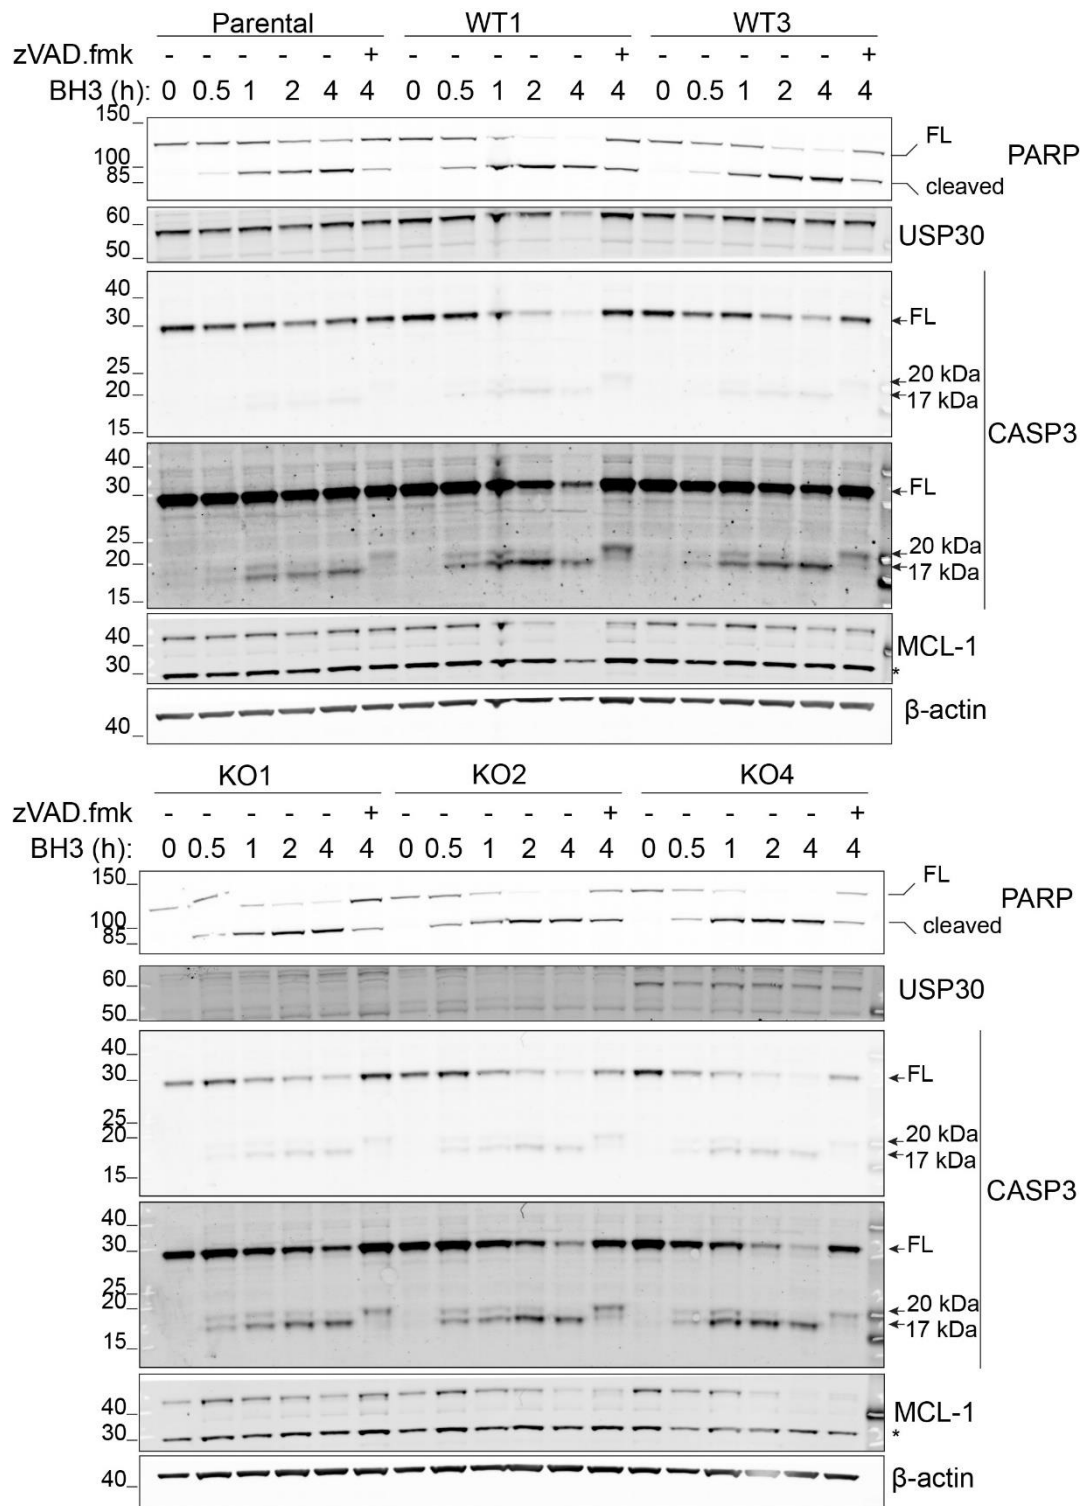 Parental WT1 WT3
zVAD.fmk - - - - - + - - - - - + - - - - - +
BH3 (h): 0 0.5 1 2 4 4 0 0.5 1 2 4 4 0 0.5 1 2 4 4
150
FL
PARP
100
85
cleaved
60
USP30
50
40
30
FL
25
20 kDa
20
17 kDa
15
CASP3
40
30
FL
25
20 kDa
20
17 kDa
15
40
MCL-1
30
*
β-actin
40
KO1 KO2 KO4
zVAD.fmk - - - - - + - - - - - + - - - - - +
BH3 (h): 0 0.5 1 2 4 4 0 0.5 1 2 4 4 0 0.5 1 2 4 4
150
FL
PARP
100
cleaved
85
60
USP30
50
40
30
FL
25
20
20 kDa
17 kDa
15
CASP3
40
30
FL
25
20
20 kDa
17 kDa
15
40
MCL-1
30
*
40
β-actin